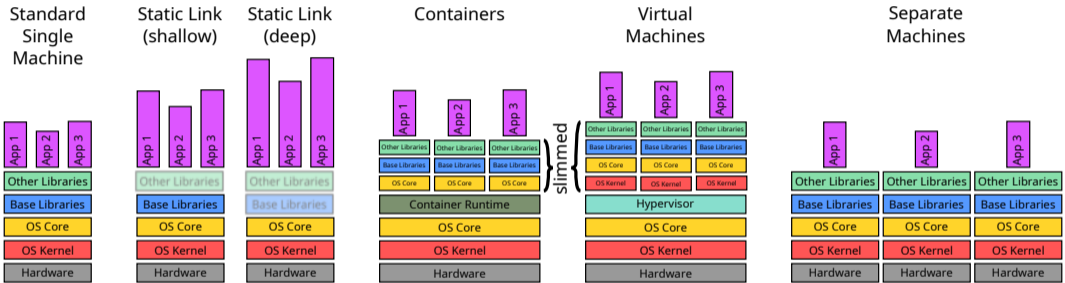 Standard
Single
Machine
App 1
App 2
App 3
Other Libraries
Base Libraries
OS Core
OS Kernel
Hardware
Static Link
(shallow)
App 1
App 2
App 3
Other Libraries
Base Libraries
OS Core
OS Kernel
Hardware
Static Link
(deep)
App 1
App 2
App 3
Other Libraries
Base Libraries
OS Core
OS Kernel
Hardware
Containers
App 1
App 2
App 3
Other Libraries Other Libraries Other Libraries
Base Libraries Base Libraries Base Libraries
OS Core OS Core OS Core
Container Runtime
OS Core
OS Kernel
Hardware
slimmed
Virtual
Machines
App 1
App 2
App 3
Other Libraries Other Libraries Other Libraries
Base Libraries Base Libraries Base Libraries
OS Core OS Core OS Core
OS Kernel OS Kernel OS Kernel
Hypervisor
OS Core
OS Kernel
Hardware
Separate
Machines
App 1
App 2
App 3
Other Libraries Other Libraries Other Libraries
Base Libraries Base Libraries Base Libraries
OS Core OS Core OS Core
OS Kernel OS Kernel OS Kernel
Hardware Hardware Hardware